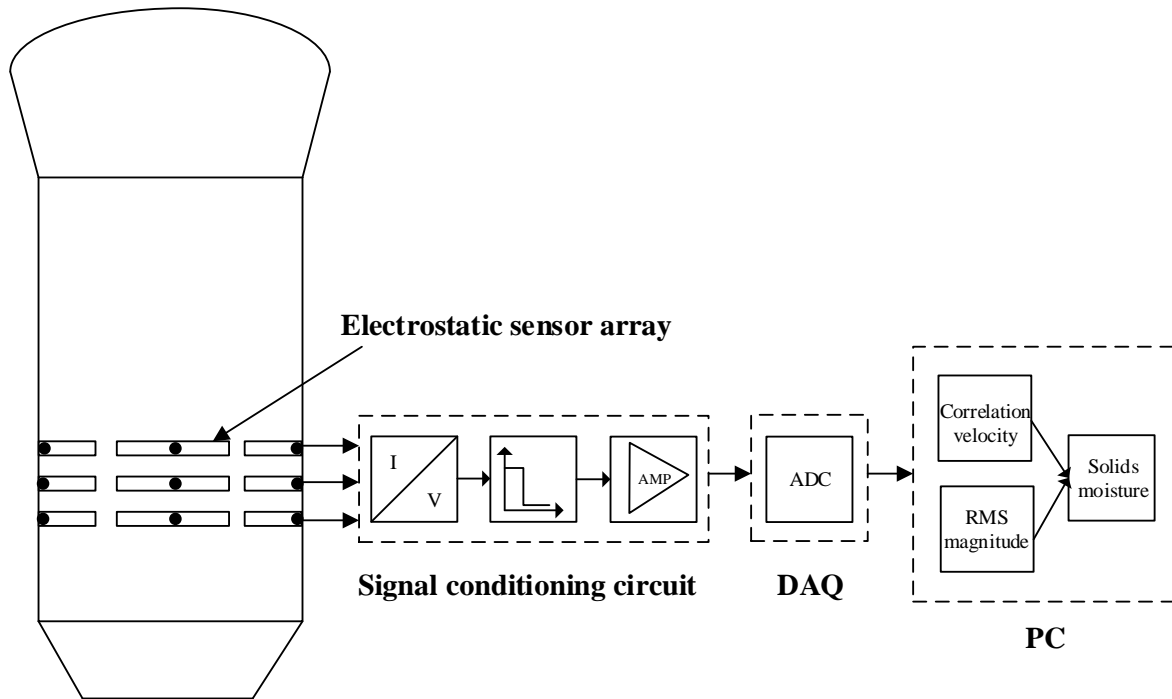 Electrostatic sensor array
I
V
AMP
ADC
Correlation
velocity
RMS
magnitude
Solids
moisture
Signal conditioning circuit
DAQ
PC